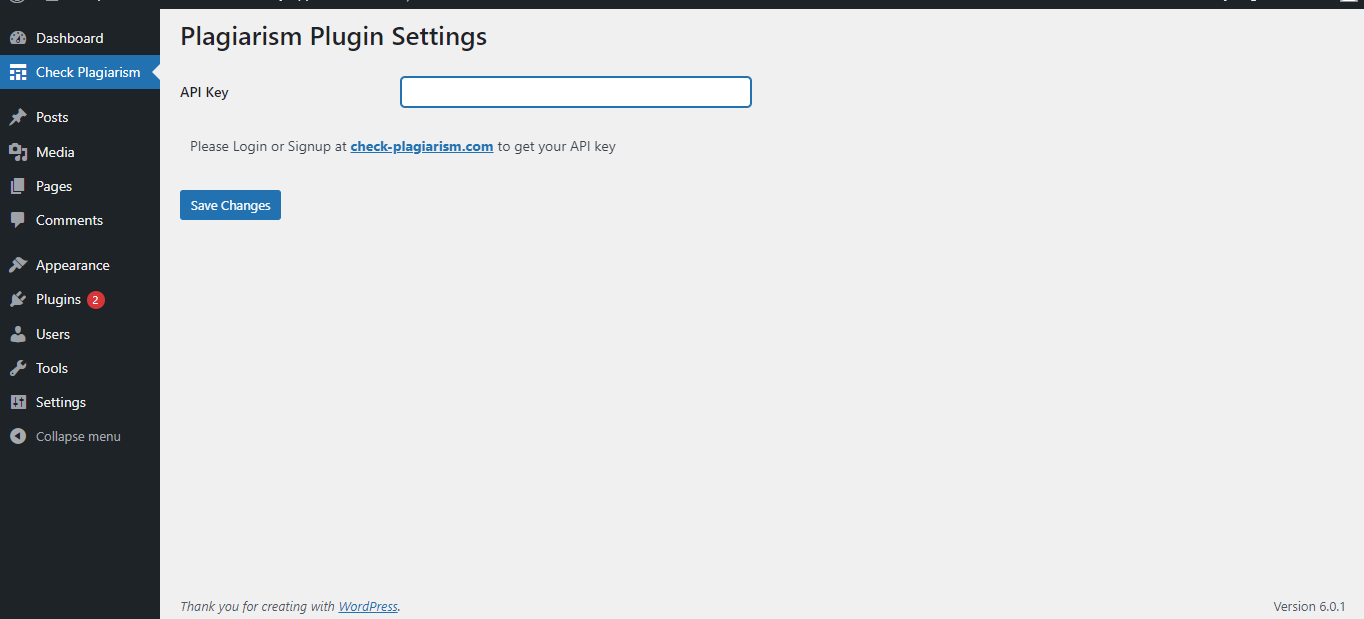 Dashboard
Check Plagiarism
Posts
Media
Pages
Comments
Appearance
Plugins 2
Users
Tools
Settings
Collapse menu
Plagiarism Plugin Settings
API Key
Please Login or Signup at check-plagiarism.com to get your API key
Save Changes
Thank you for creating with WordPress.
Version 6.0.1